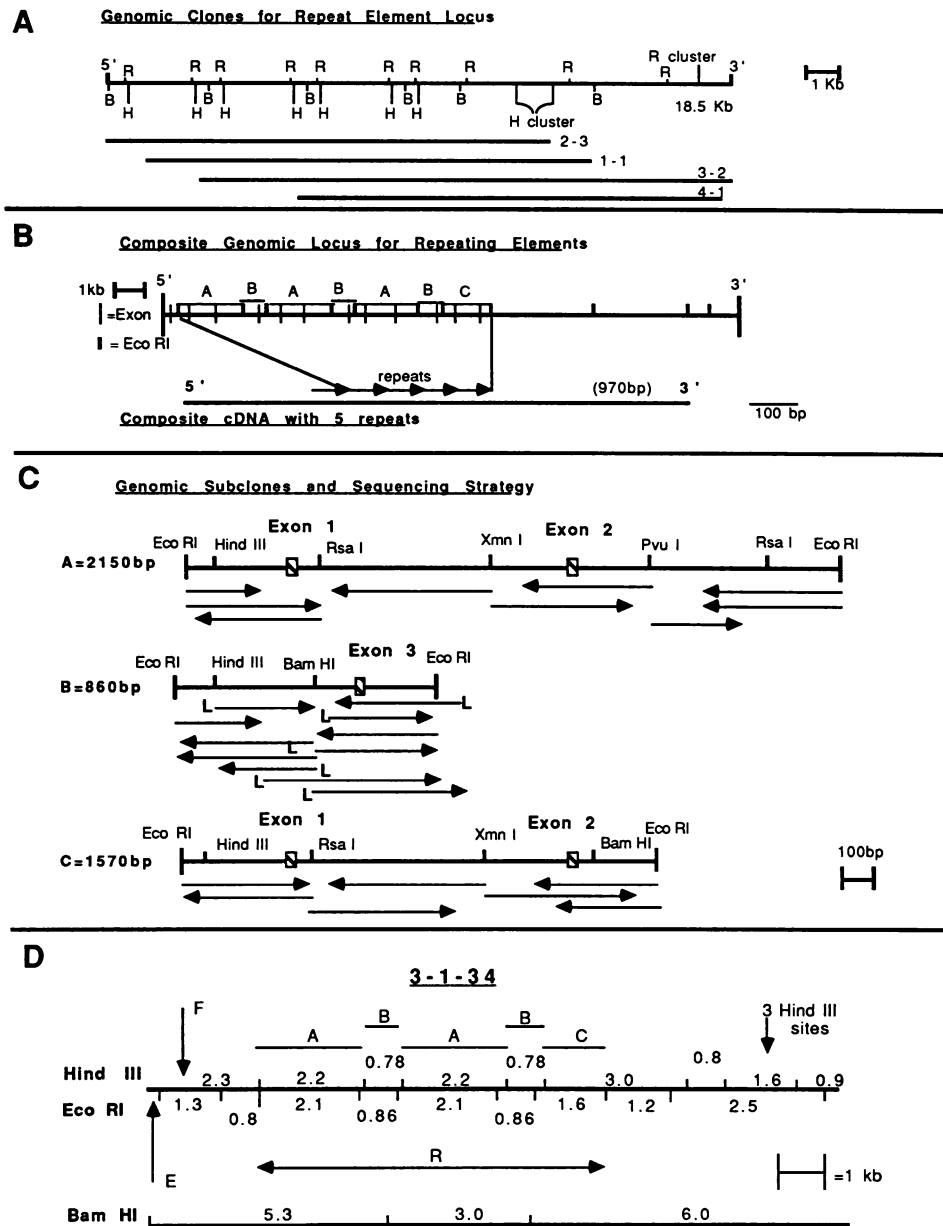 A
Genomic Clones for Repeat Element Locus
5' R R R R R R R R R R R cluster 3'
1 Kb
B H H B H H B H H B H B B 18.5 Kb
H cluster
2-3
1-1
3-2
4-1
B
Composite Genomic Locus for Repeating Elements
5' 3'
1kb A B A B A B C
=Exon
= Eco RI
repeats
5' (970bp) 3'
100 bp
Composite cDNA with 5 repeats
C
Genomic Subclones and Sequencing Strategy
Exon 1 Exon 2
Eco RI Hind III Rsa I Xmn I Pvu I Rsa I Eco RI
A=2150bp
Exon 3
Eco RI Hind III Bam HI Eco RI
B=860bp
L L
L
L
L
L
L
Exon 1 Exon 2
Eco RI Hind III Rsa I Xmn I Bam HI Eco RI
C=1570bp
100bp
D
3-1-34
F 3 Hind III sites
B B
A A C
0.78 0.78 0.8
Hind III 2.3 2.2 2.2 3.0 1.6 0.9
Eco RI 1.3 0.8 2.1 0.86 2.1 0.86 1.6 1.2 2.5
R
E =1 kb
Bam HI 5.3 3.0 6.0